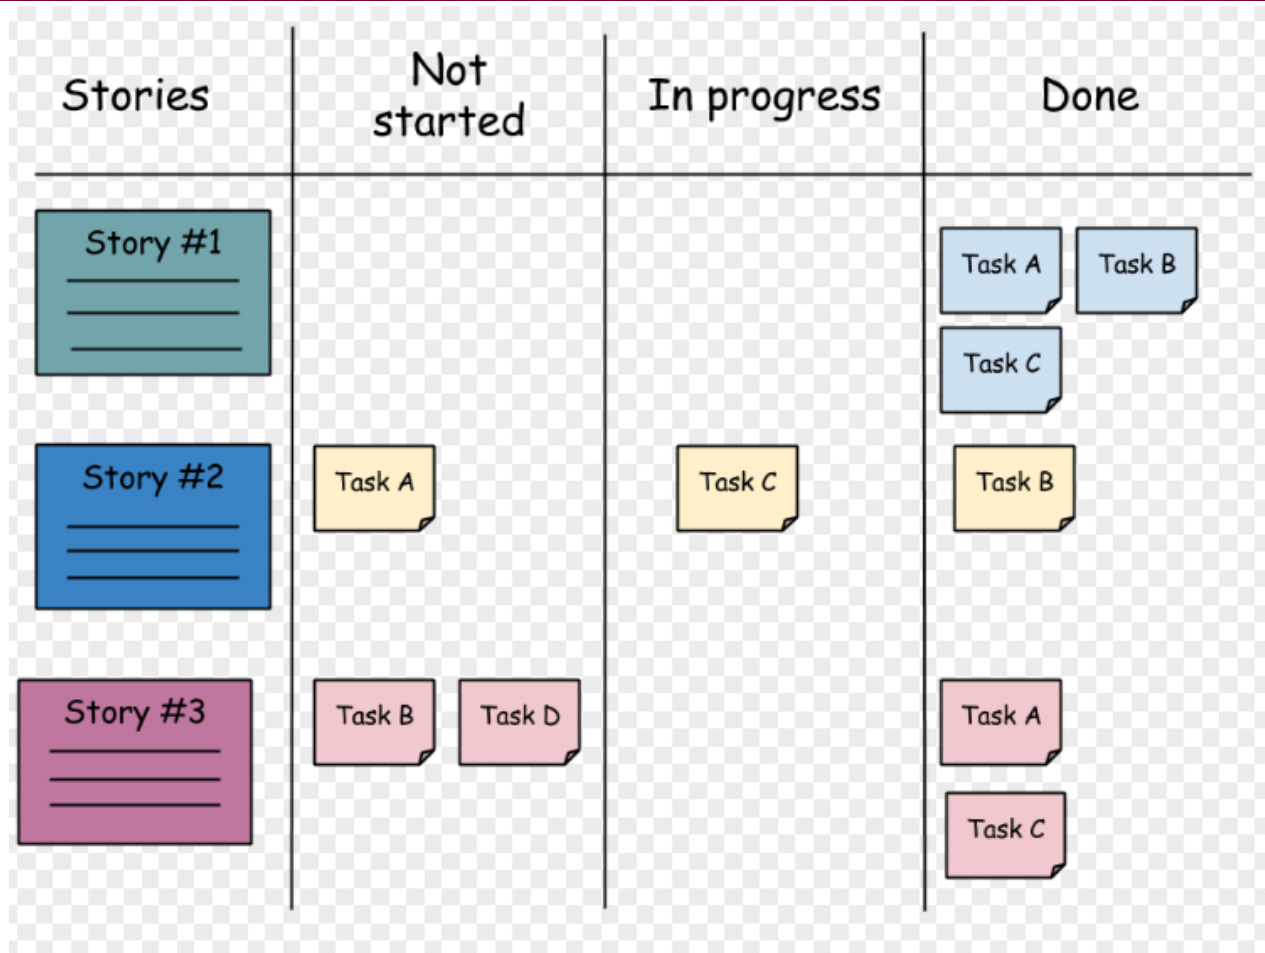 Stories
Not
started
In progress
Done
Story #1
Task A
Task B
Task C
Story #2
Task A
Task C
Task B
Story #3
Task B
Task D
Task A
Task C